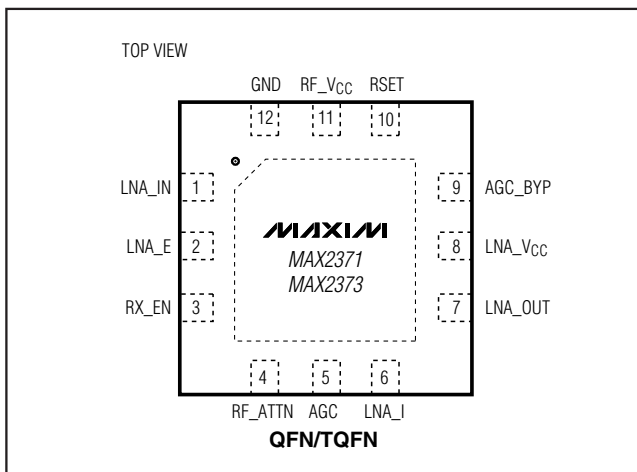 TOP VIEW
GND RF_VCC RSET
12 11 10
LNA_IN 1 9 AGC_BYP
MAXIM
LNA_E 2 MAX2371 8 LNA_VCC
MAX2373
RX_EN 3 7 LNA_OUT
4 5 6
RF_ATTN AGC LNA_I
QFN/TQFN